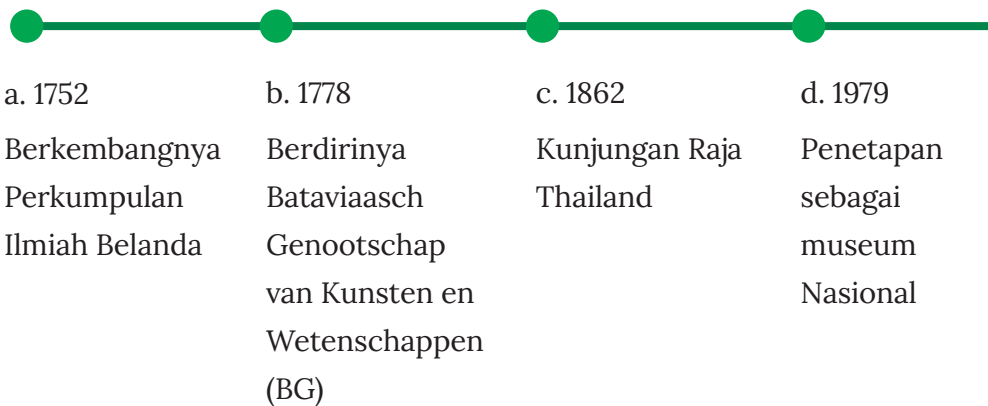 a. 1752
Berkembangnya
Perkumpulan
Ilmiah Belanda
b. 1778
Berdirinya
Bataviaasch
Genootschap
van Kunsten en
Wetenschappen
(BG)
c. 1862
Kunjungan Raja
Thailand
d. 1979
Penetapan
sebagai
museum
Nasional